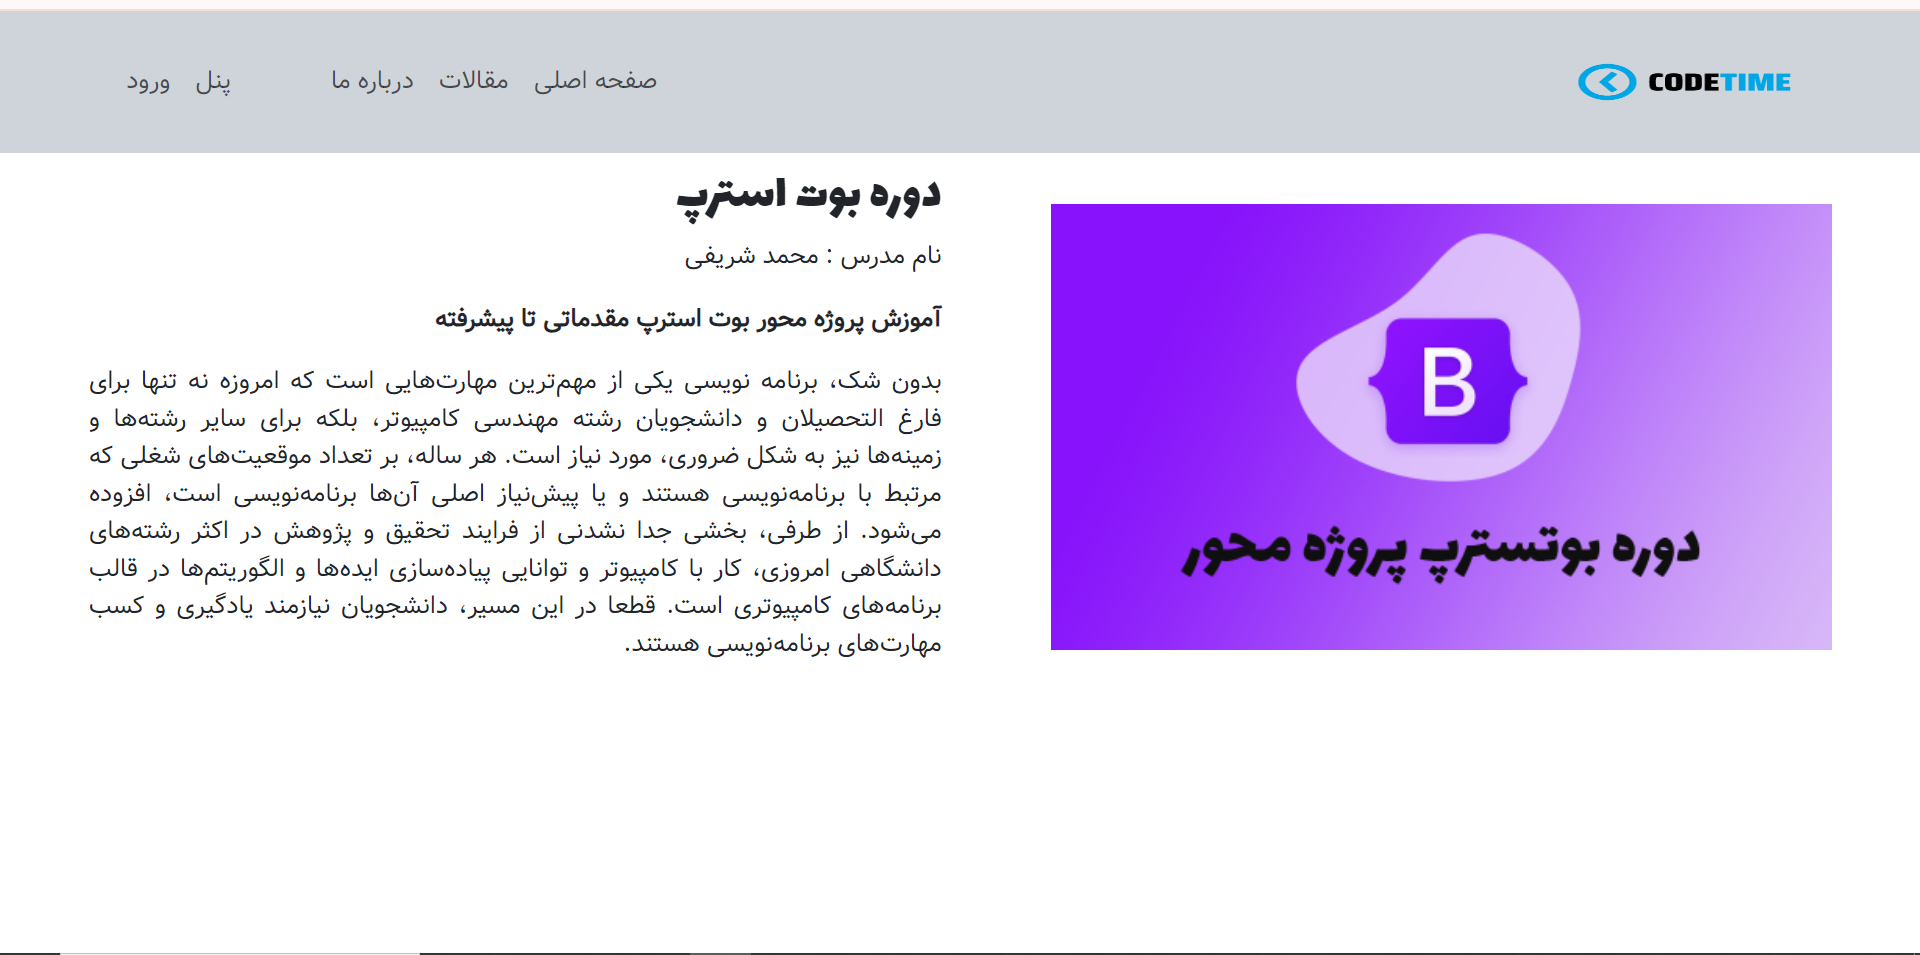 CODETIME
صفحه اصلی
مقالات
درباره ما
پنل
ورود
B
دوره بوتسترپ پروژه محور
دوره بوت استرپ
نام مدرس : محمد شریفی
آموزش پروژه محور بوت استرپ مقدماتی تا پیشرفته
بدون شک، برنامه نویسی یکی از مهم‌ترین مهارت‌هایی است که امروزه نه تنها برای
فارغ التحصیلان و دانشجویان رشته مهندسی کامپیوتر، بلکه برای سایر رشته‌ها و
زمینه‌ها نیز به شکل ضروری، مورد نیاز است. هر ساله، بر تعداد موقعیت‌های شغلی که
مرتبط با برنامه‌نویسی هستند و یا پیش‌نیاز اصلی آن‌ها برنامه‌نویسی است، افزوده
می‌شود. از طرفی، بخشی جدا نشدنی از فرایند تحقیق و پژوهش در اکثر رشته‌های
دانشگاهی امروزی، کار با کامپیوتر و توانایی پیاده‌سازی ایده‌ها و الگوریتم‌ها در قالب
برنامه‌های کامپیوتری است. قطعا در این مسیر، دانشجویان نیازمند یادگیری و کسب
مهارت‌های برنامه‌نویسی هستند.